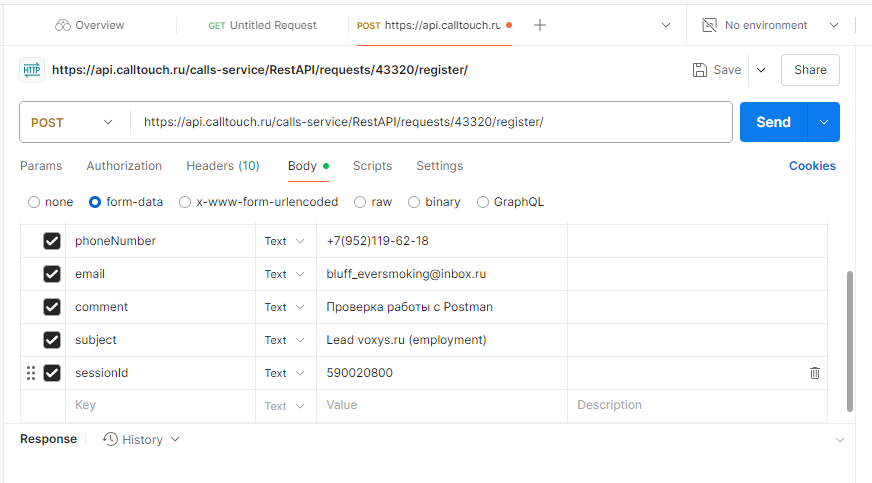 Overview GET Untitled Request POST https://api.calltouch.ru No environment
HTTP https://api.calltouch.ru/calls-service/RestAPI/requests/43320/register/ Save Share
POST https://api.calltouch.ru/calls-service/RestAPI/requests/43320/register/ Send
Params Authorization Headers (10) Body Scripts Settings Cookies
none form-data x-www-form-urlencoded raw binary GraphQL
phoneNumber Text +7(952)119-62-18
email Text bluff_eversmoking@inbox.ru
comment Text Проверка работы с Postman
subject Text Lead voxys.ru (employment)
sessionId Text 590020800
Key Text Value Description
Response History